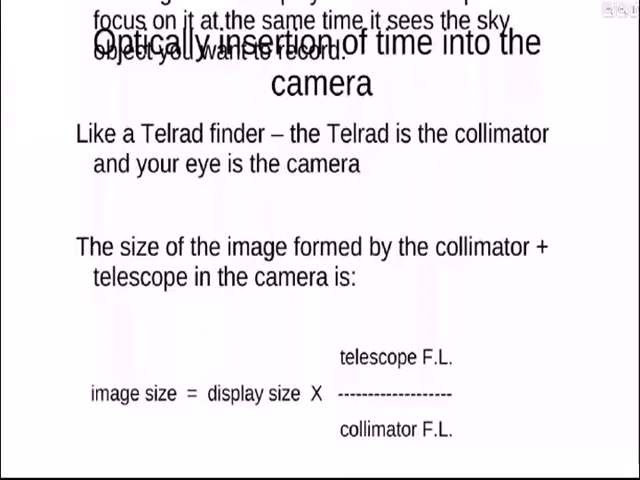 focus on it at the same time it sees the sky
object you want to record.
Optically insertion of time into the
camera
Like a Telrad finder – the Telrad is the collimator
and your eye is the camera
The size of the image formed by the collimator +
telescope in the camera is:
telescope F.L.
image size = display size X -------------------
collimator F.L.